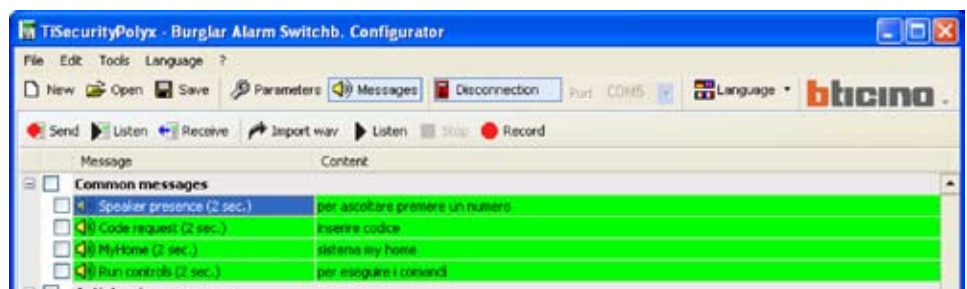 TiSecurityPolyx - Burglar Alarm Switchb. Configurator
File Edit Tools Language ?
New Open Save Parameters Messages Disconnection Port COM5 Language bticino
Send Listen Receive Import wav Listen Stop Record
Message Content
Common messages
Speaker presence (2 sec.) per ascoltare premere un numero
Code request (2 sec.) inserire codice
MyHome (2 sec.) sistema my home
Run controls (2 sec.) per eseguire i comandi